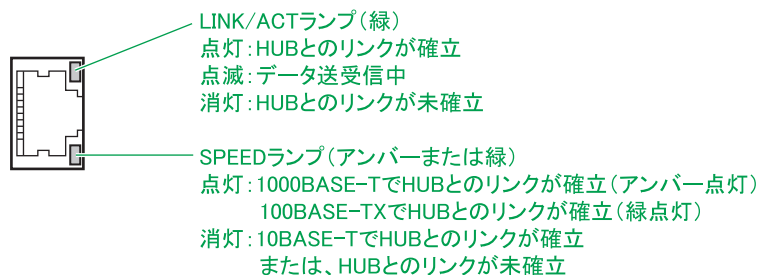 LINK/ACTランプ（緑）
点灯：HUBとのリンクが確立
点滅：データ送受信中
消灯：HUBとのリンクが未確立
SPEEDランプ（アンバーまたは緑）
点灯：1000BASE-TでHUBとのリンクが確立（アンバー点灯）
100BASE-TXでHUBとのリンクが確立（緑点灯）
消灯：10BASE-TでHUBとのリンクが確立
または、HUBとのリンクが未確立